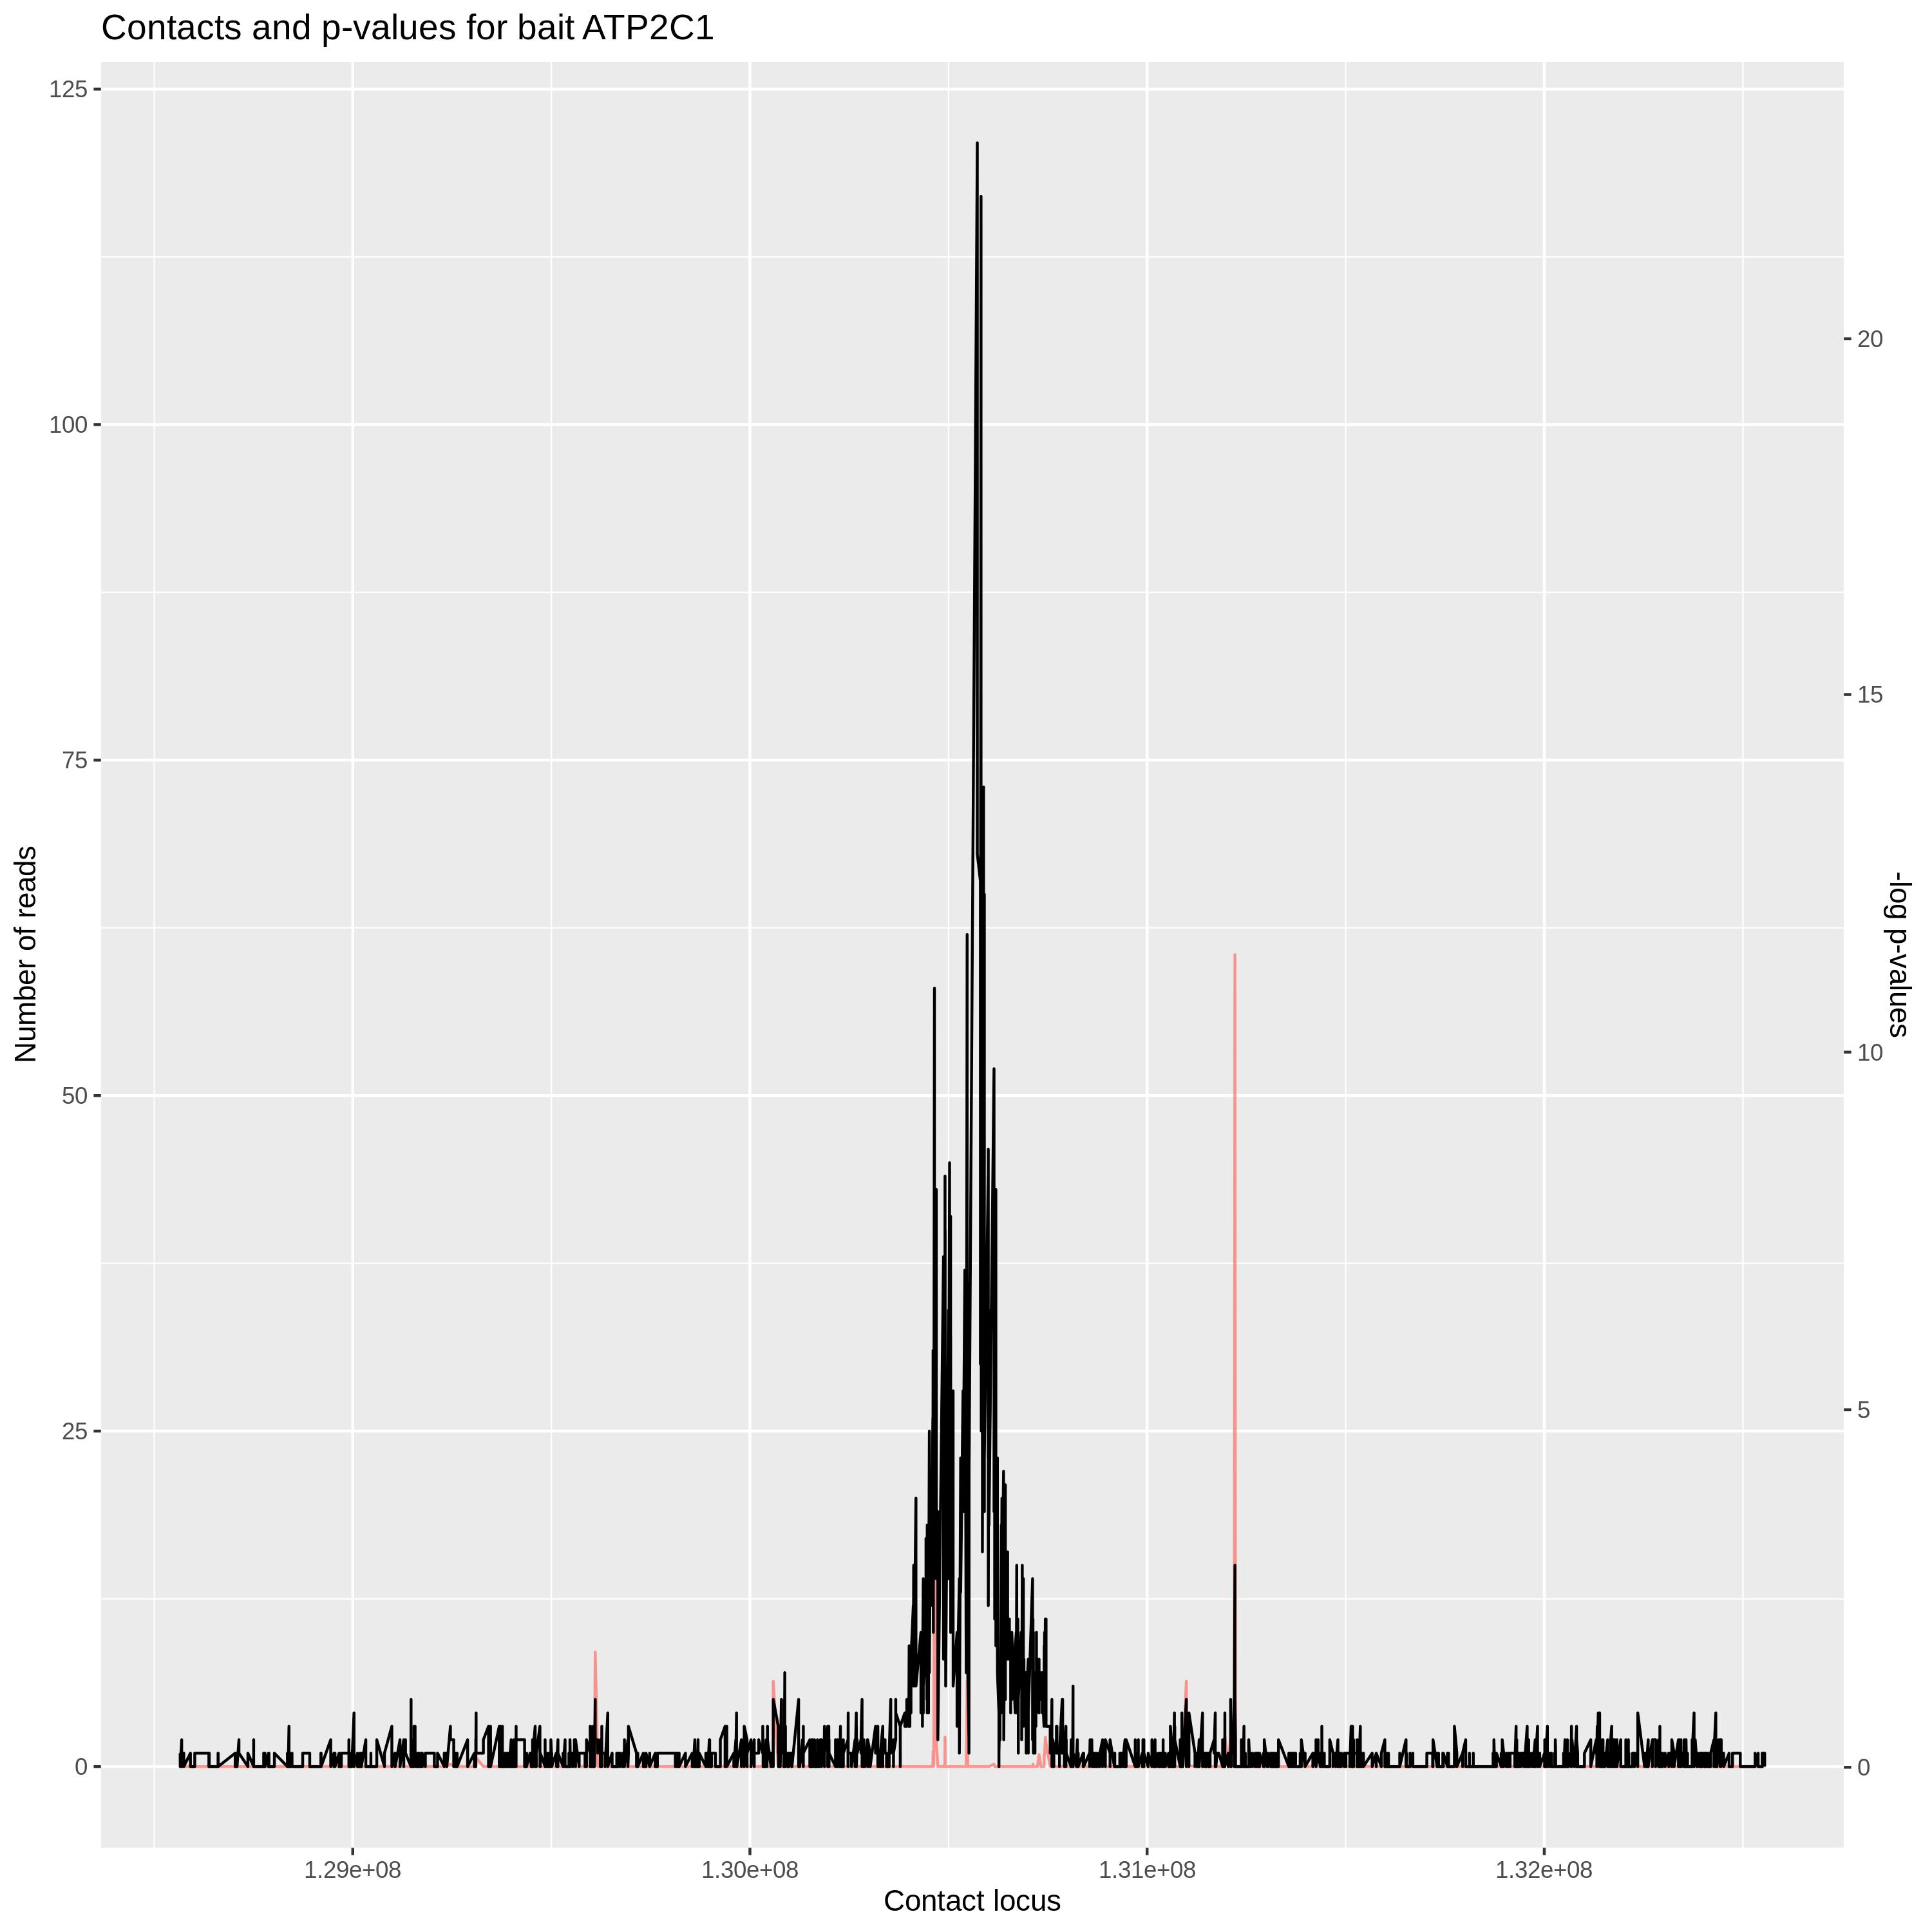 Contacts and p-values for bait ATP2C1
125
100
75
50
25
0
Number of reads
20
15
10
5
0
-log p-values
1.29e+08
1.30e+08
1.31e+08
1.32e+08
Contact locus